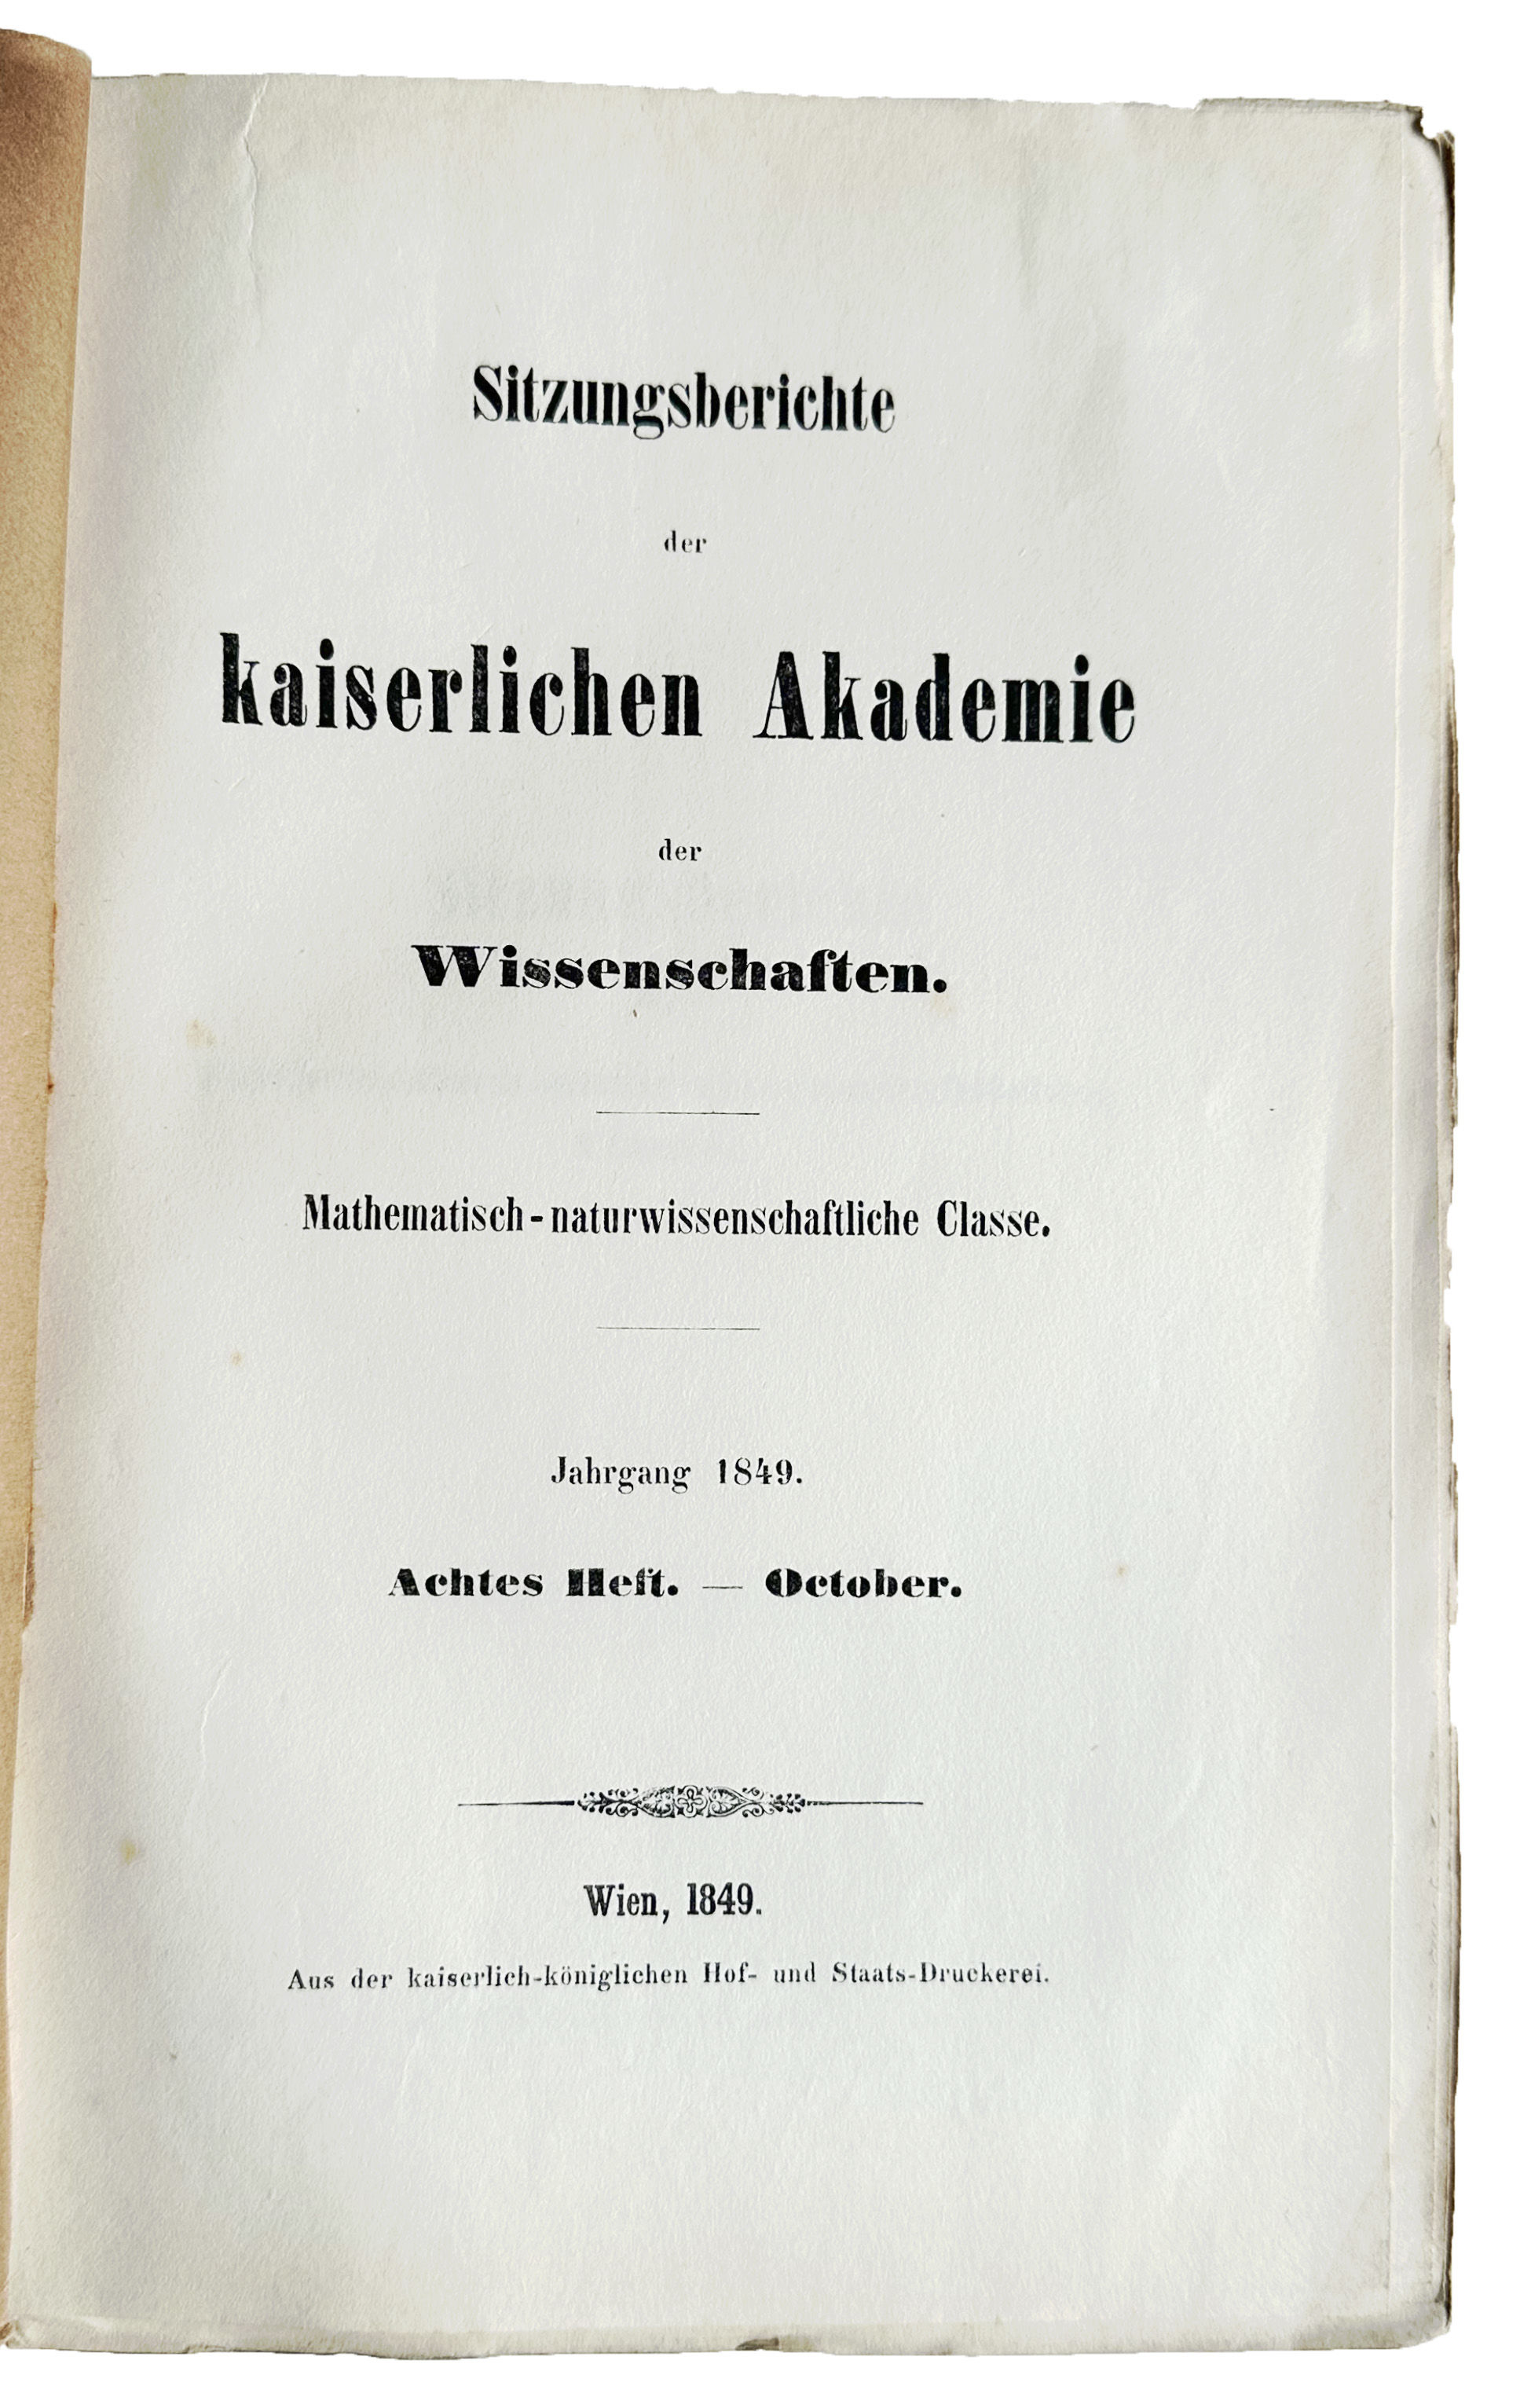 Sitzungsberichte
der
kaiserlichen Akademie
der
Wissenschaften.
Mathematisch-naturwissenschaftliche Classe.
Jahrgang 1849.
Achtes Heft. — October.
Wien, 1849.
Aus der kaiserlich-königlichen Hof- und Staats-Druckerei.